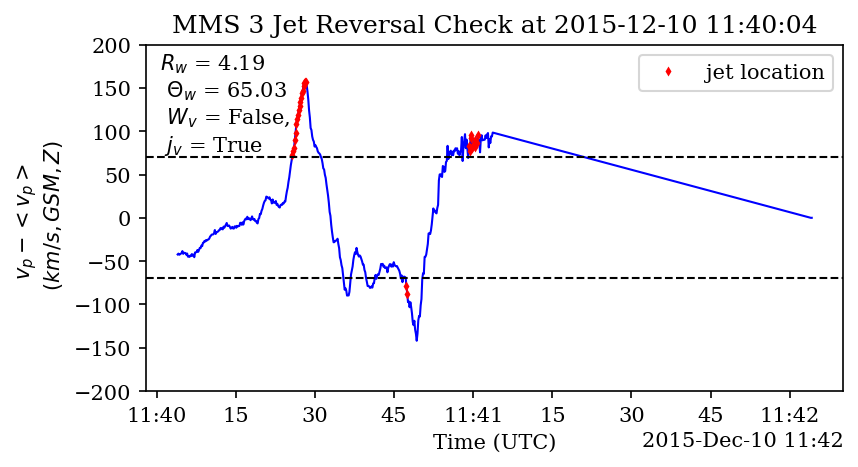 MMS 3 Jet Reversal Check at 2015-12-10 11:40:04
R_w = 4.19
Θ_w = 65.03
W_v = False,
j_v = True
jet location
v_p − < v_p >
(km/s, GSM, Z)
200
150
100
50
0
−50
−100
−150
−200
11:40 15 30 45 11:41 15 30 45 11:42
Time (UTC)
2015-Dec-10 11:42